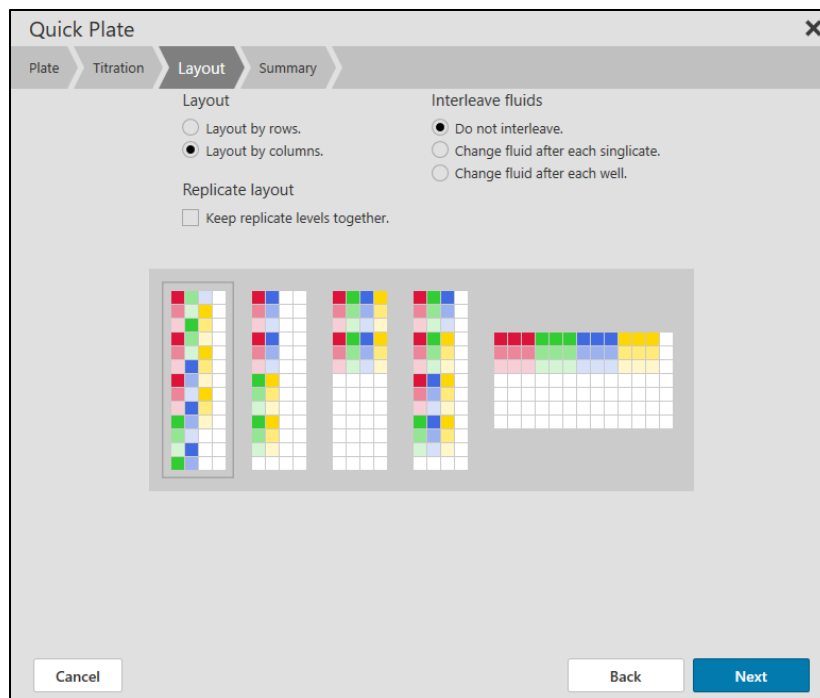 Quick Plate
Plate
Titration
Layout
Summary
Layout
Layout by rows.
Layout by columns.
Replicate layout
Keep replicate levels together.
Interleave fluids
Do not interleave.
Change fluid after each singlicate.
Change fluid after each well.
Cancel
Back
Next